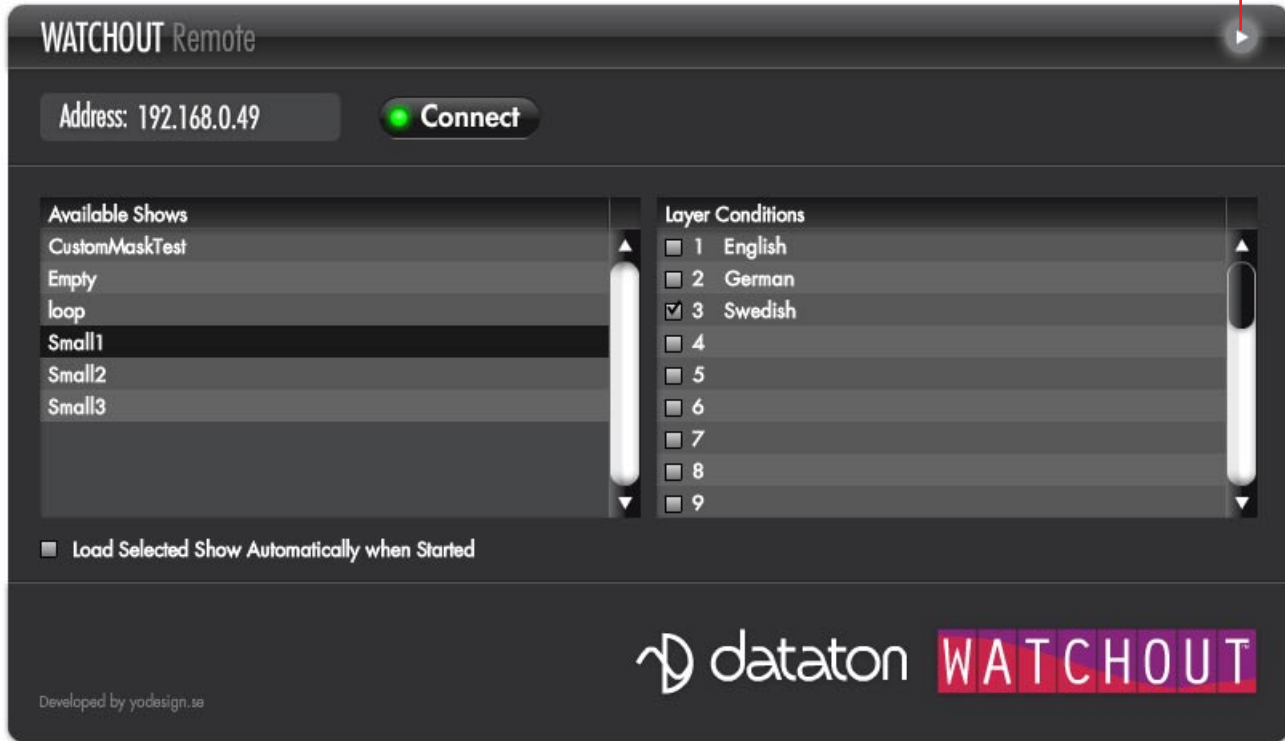 WATCHOUT Remote
Address: 192.168.0.49
Connect
Available Shows
CustomMaskTest
Empty
loop
Small1
Small2
Small3
Layer Conditions
1 English
2 German
3 Swedish
4
5
6
7
8
9
Load Selected Show Automatically when Started
dataton WATCHOUT™
Developed by yodesign.se